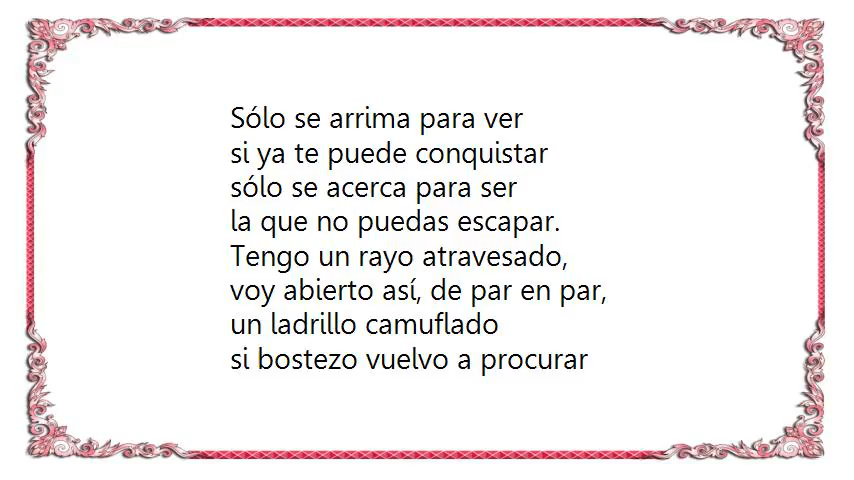 Sólo se arrima para ver
si ya te puede conquistar
sólo se acerca para ser
la que no puedas escapar.
Tengo un rayo atravesado,
voy abierto así, de par en par,
un ladrillo camuflado
si bostezo vuelvo a procurar